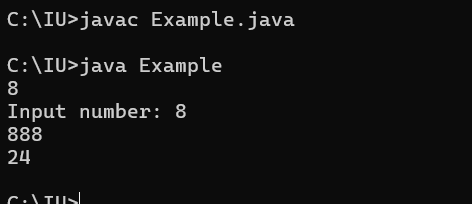 C:\IU>javac Example.java
C:\IU>java Example
8
Input number: 8
888
24
C:\IU>